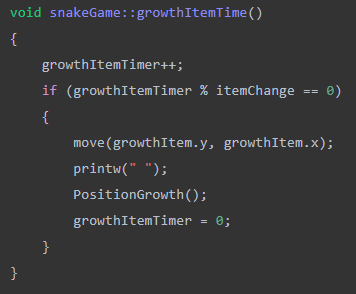 void snakeGame::growthItemTime()
{
    growthItemTimer++;
    if (growthItemTimer % itemChange == 0)
    {
        move(growthItem.y, growthItem.x);
        printw(" ");
        PositionGrowth();
        growthItemTimer = 0;
    }
}